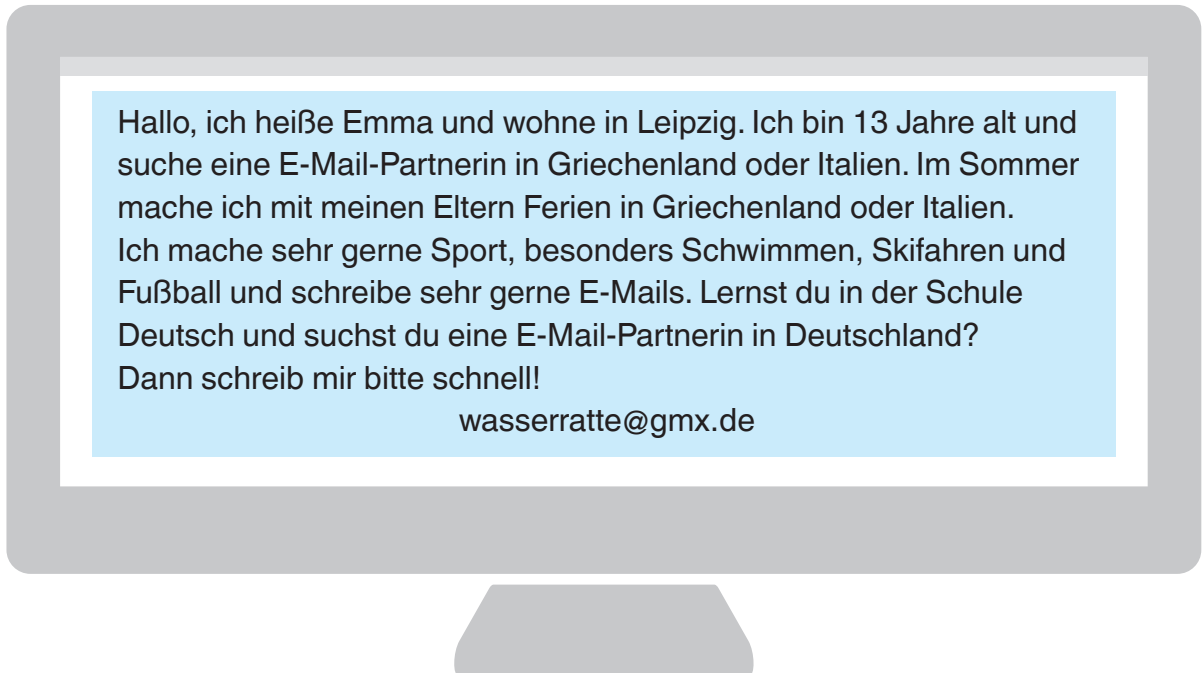 Hallo, ich heiße Emma und wohne in Leipzig. Ich bin 13 Jahre alt und
suche eine E-Mail-Partnerin in Griechenland oder Italien. Im Sommer
mache ich mit meinen Eltern Ferien in Griechenland oder Italien.
Ich mache sehr gerne Sport, besonders Schwimmen, Skifahren und
Fußball und schreibe sehr gerne E-Mails. Lernst du in der Schule
Deutsch und suchst du eine E-Mail-Partnerin in Deutschland?
Dann schreib mir bitte schnell!
wasserratte@gmx.de